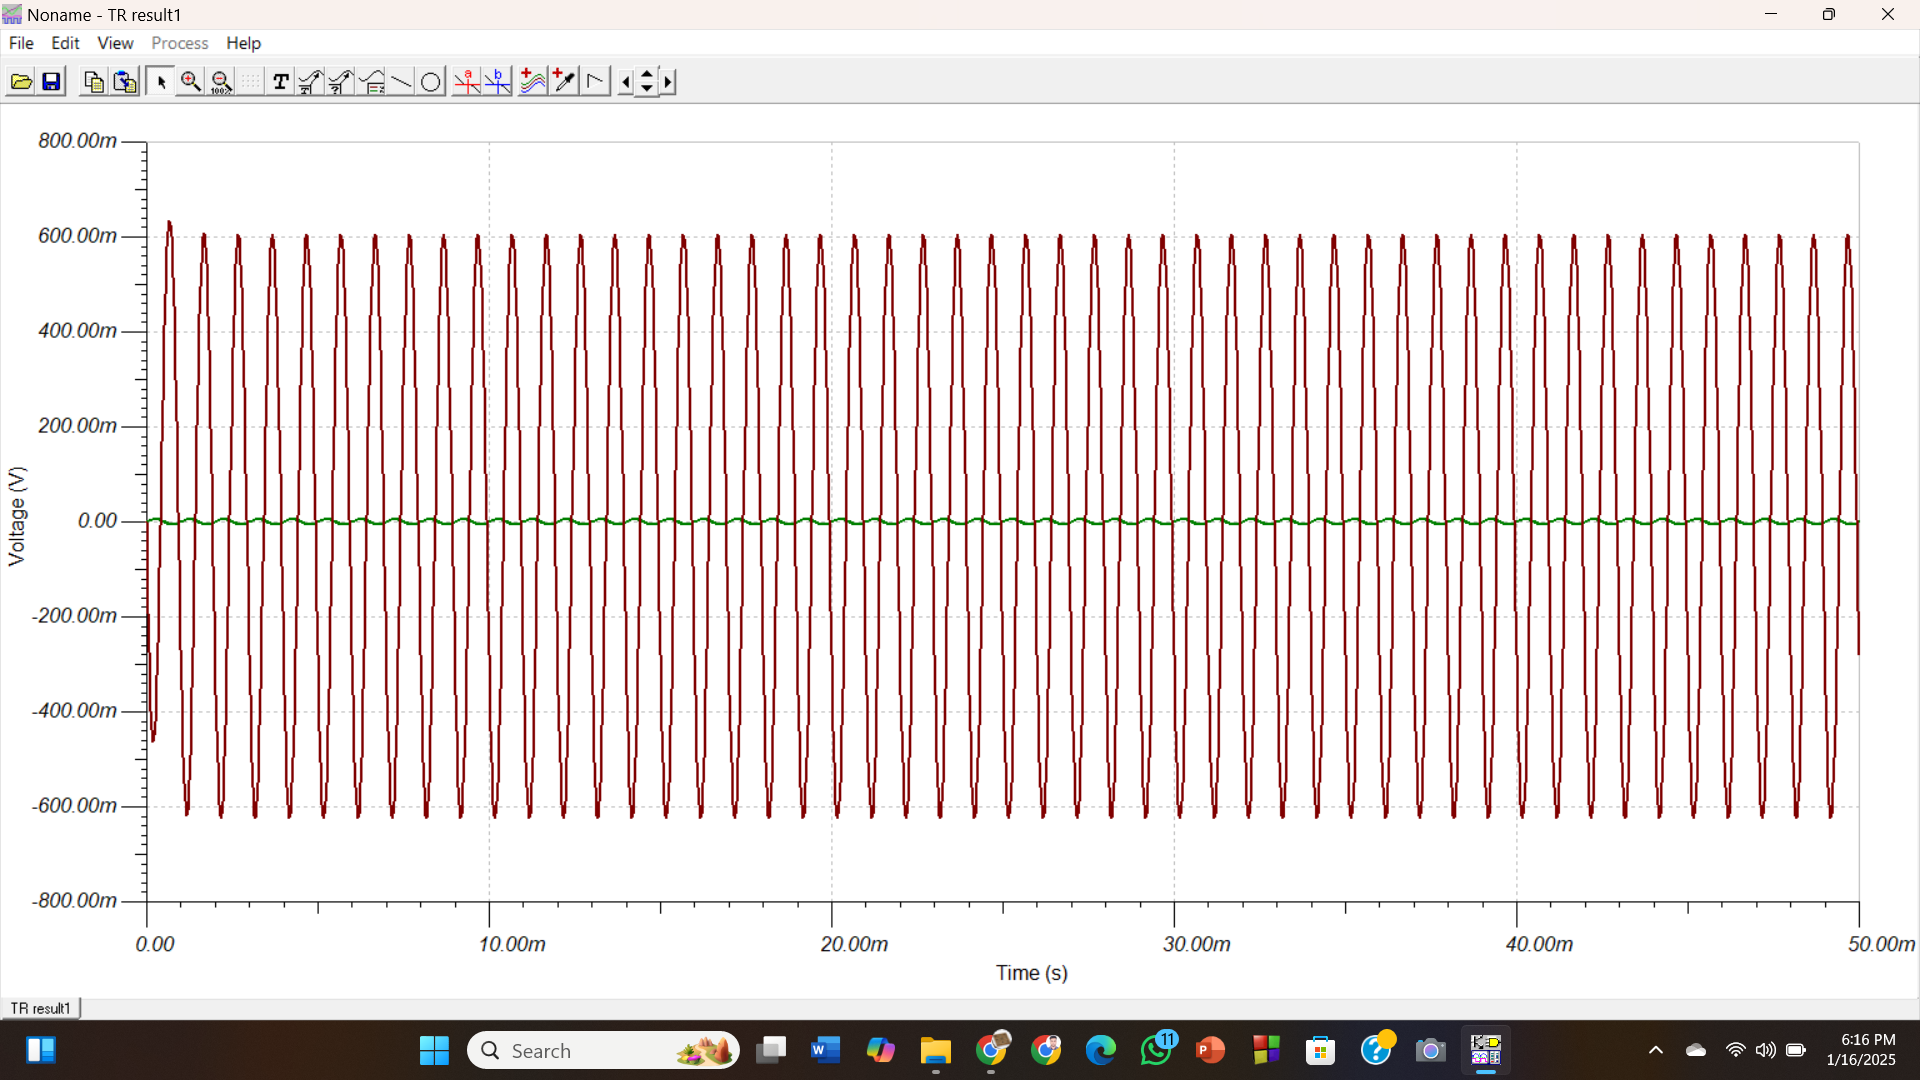 Noname - TR result1
File Edit View Process Help
T a b
100%
800.00m
600.00m
400.00m
200.00m
0.00
-200.00m
-400.00m
-600.00m
-800.00m
Voltage (V)
0.00 10.00m 20.00m 30.00m 40.00m 50.00m
Time (s)
TR result1
Search
11
6:16 PM
1/16/2025